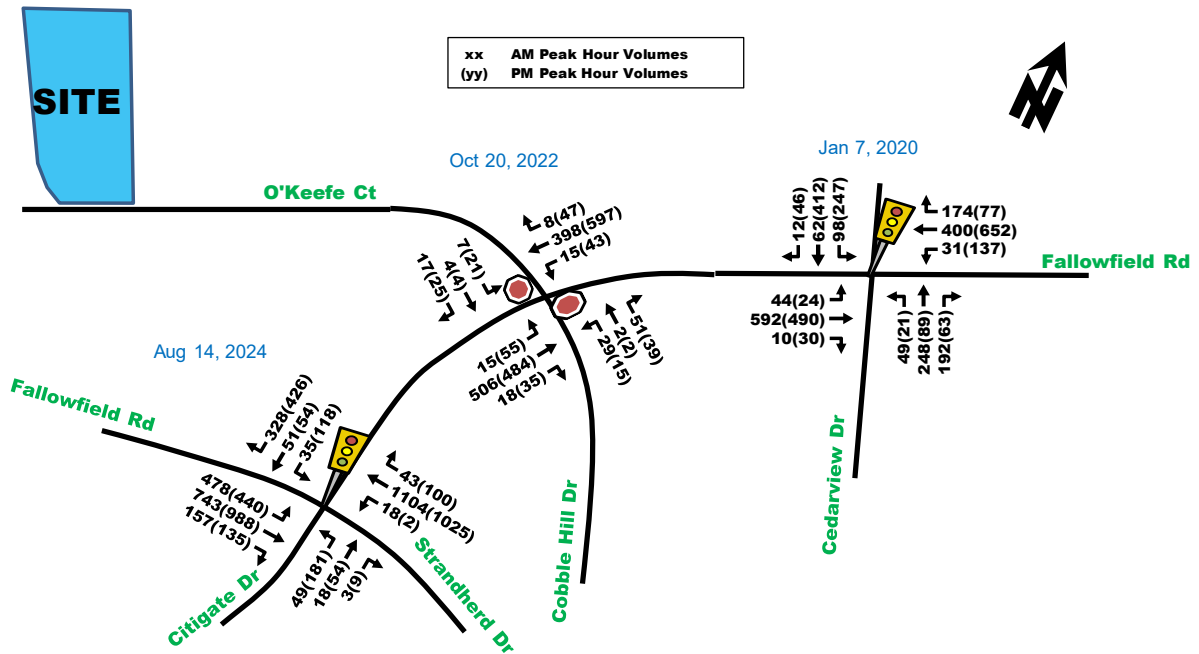 xx AM Peak Hour Volumes
(yy) PM Peak Hour Volumes
SITE
N
Oct 20, 2022
Jan 7, 2020
O'Keefe Ct
8(47)
398(597)
15(43)
7(21)
4(4)
17(25)
15(55)
506(484)
18(35)
51(39)
2(2)
29(15)
12(46)
62(412)
98(247)
174(77)
400(652)
31(137)
Fallowfield Rd
44(24)
592(490)
10(30)
49(21)
248(89)
192(63)
Aug 14, 2024
Fallowfield Rd
328(426)
51(54)
35(118)
478(440)
743(988)
157(135)
43(100)
1104(1025)
18(2)
49(181)
18(54)
3(9)
Citigate Dr
Strandherd Dr
Cobble Hill Dr
Cedarview Dr